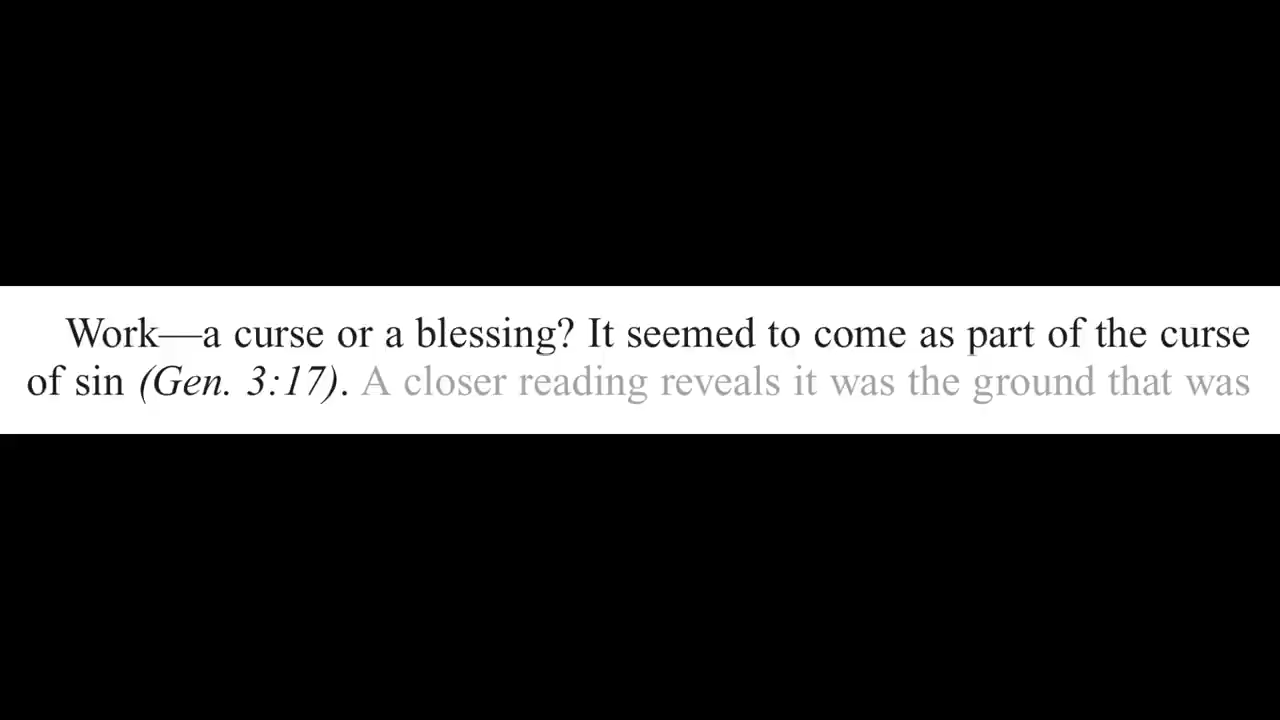 Work—a curse or a blessing? It seemed to come as part of the curse
of sin (Gen. 3:17). A closer reading reveals it was the ground that was